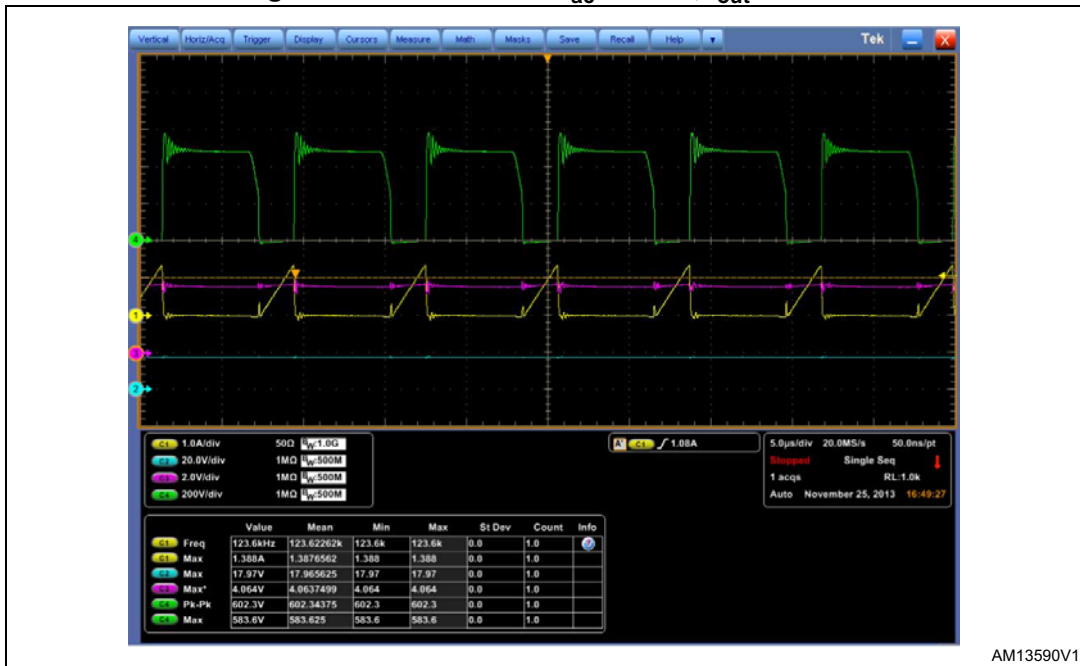 Vertical Horiz/Acq Trigger Display Cursors Measure Math Masks Save Recall Help Tek X
4
1
3
2
C1 1.0A/div 50Ω BW:1.0G
C2 20.0V/div 1MΩ BW:500M
C3 2.0V/div 1MΩ BW:500M
C4 200V/div 1MΩ BW:500M
A' C1 1.08A
5.0µs/div 20.0MS/s 50.0ns/pt
Stopped Single Seq
1 acqs RL:1.0k
Auto November 25, 2013 16:49:27
Value Mean Min Max St Dev Count Info
C1 Freq 123.6kHz 123.62262k 123.6k 123.6k 0.0 1.0
C1 Max 1.388A 1.3876562 1.388 1.388 0.0 1.0
C2 Max 17.97V 17.965625 17.97 17.97 0.0 1.0
C3 Max* 4.064V 4.0637499 4.064 4.064 0.0 1.0
C4 Pk-Pk 602.3V 602.34375 602.3 602.3 0.0 1.0
C4 Max 583.6V 583.625 583.6 583.6 0.0 1.0
AM13590V1